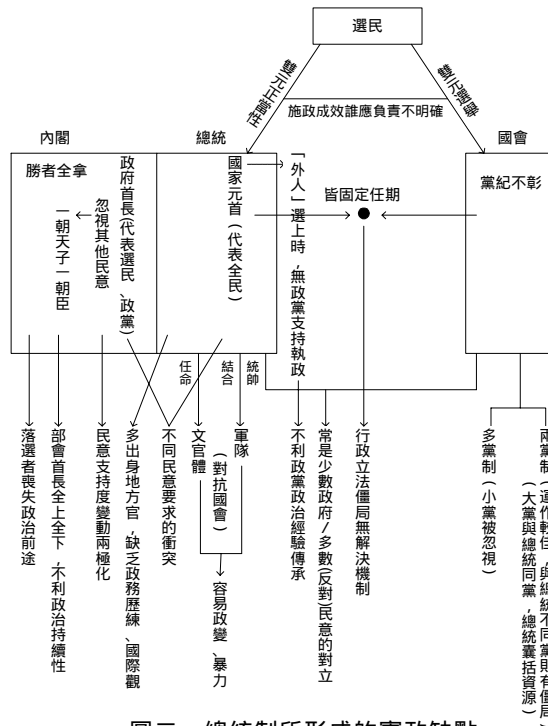 選民
雙元正當性
雙元選舉
施政成效誰應負責不明確
內閣
總統
國會
勝者全拿
政府首長(代表選民、政黨)
忽視其他民意
一朝天子一朝臣
國家元首(代表全民)
「外人」選上時,無政黨支持執政
皆固定任期
黨紀不彰
任命
結合
統帥
落選者喪失政治前途
部會首長全上全下,不利政治持續性
民意支持度變動兩極化
多出身地方官,缺乏政務歷練、國際觀
不同民意要求的衝突
文官體
(對抗國會)
軍隊
容易政變、暴力
不利政黨政治經驗傳承
常是少數政府/多數(反對)民意的對立
行政立法僵局無解決機制
多黨制(小黨被忽視)
兩黨制(運作較佳,與總統不同黨則有僵局)
(大黨與總統同黨,總統囊括資源)
圖二 總統制所形成的憲政缺點